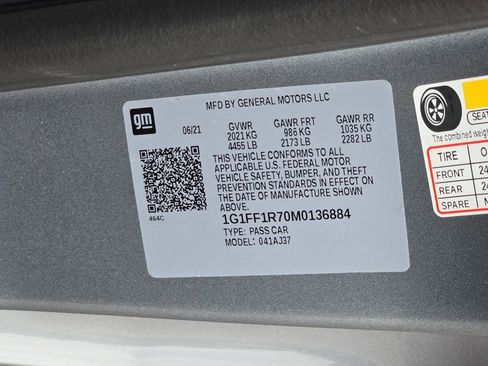 gm
MFD BY GENERAL MOTORS LLC
06/21 GVWR GAWR FRT GAWR RR
2021 KG 986 KG 1035 KG
4455 LB 2173 LB 2282 LB
THIS VEHICLE CONFORMS TO ALL
APPLICABLE U.S. FEDERAL MOTOR
VEHICLE SAFETY, BUMPER, AND THEFT
PREVENTION STANDARDS IN EFFECT ON
THE DATE OF MANUFACTURE SHOWN
ABOVE.
464C
1G1FF1R70M0136884
TYPE: PASS CAR
MODEL: 041AJ37
The combined
TIRE
FRONT 24
REAR 24
SPARE